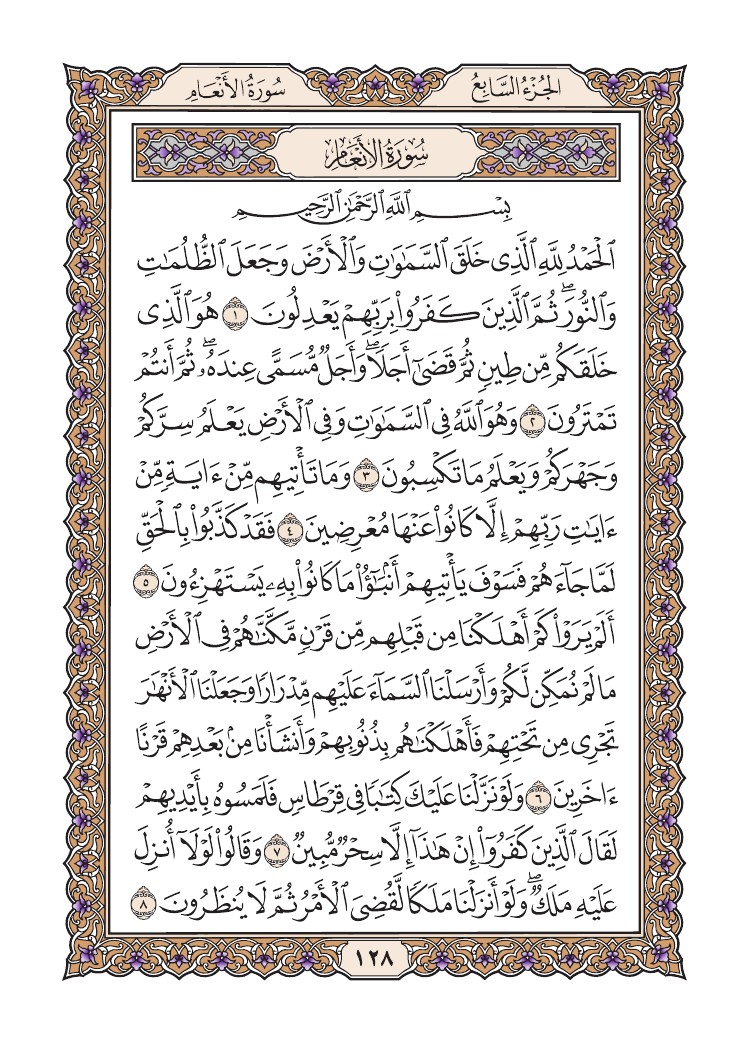 الجُزْءُ السَّابِعُ
سُورَةُ الأَنْعَامِ
سُورَةُ الأَنْعَامِ
بِسْمِ ٱللَّهِ ٱلرَّحْمَٰنِ ٱلرَّحِيمِ
ٱلْحَمْدُ لِلَّهِ ٱلَّذِى خَلَقَ ٱلسَّمَٰوَٰتِ وَٱلْأَرْضَ وَجَعَلَ ٱلظُّلُمَٰتِ
وَٱلنُّورَۖ ثُمَّ ٱلَّذِينَ كَفَرُوا۟ بِرَبِّهِمْ يَعْدِلُونَ ١ هُوَ ٱلَّذِى
خَلَقَكُم مِّن طِينٍ ثُمَّ قَضَىٰٓ أَجَلًاۖ وَأَجَلٌ مُّسَمًّى عِندَهُۥۖ ثُمَّ أَنتُمْ
تَمْتَرُونَ ٢ وَهُوَ ٱللَّهُ فِى ٱلسَّمَٰوَٰتِ وَفِى ٱلْأَرْضِ يَعْلَمُ سِرَّكُمْ
وَجَهْرَكُمْ وَيَعْلَمُ مَا تَكْسِبُونَ ٣ وَمَا تَأْتِيهِم مِّنْ ءَايَةٍ مِّنْ
ءَايَٰتِ رَبِّهِمْ إِلَّا كَانُوا۟ عَنْهَا مُعْرِضِينَ ٤ فَقَدْ كَذَّبُوا۟ بِٱلْحَقِّ
لَمَّا جَآءَهُمْ فَسَوْفَ يَأْتِيهِمْ أَنۢبَٰٓؤُا۟ مَا كَانُوا۟ بِهِۦ يَسْتَهْزِءُونَ ٥
أَلَمْ يَرَوْا۟ كَمْ أَهْلَكْنَا مِن قَبْلِهِم مِّن قَرْنٍ مَّكَّنَّٰهُمْ فِى ٱلْأَرْضِ
مَا لَمْ نُمَكِّن لَّكُمْ وَأَرْسَلْنَا ٱلسَّمَآءَ عَلَيْهِم مِّدْرَارًا وَجَعَلْنَا ٱلْأَنْهَٰرَ
تَجْرِى مِن تَحْتِهِمْ فَأَهْلَكْنَٰهُم بِذُنُوبِهِمْ وَأَنشَأْنَا مِنۢ بَعْدِهِمْ قَرْنًا
ءَاخَرِينَ ٦ وَلَوْ نَزَّلْنَا عَلَيْكَ كِتَٰبًا فِى قِرْطَاسٍ فَلَمَسُوهُ بِأَيْدِيهِمْ
لَقَالَ ٱلَّذِينَ كَفَرُوٓا۟ إِنْ هَٰذَآ إِلَّا سِحْرٌ مُّبِينٌ ٧ وَقَالُوا۟ لَوْلَآ أُنزِلَ
عَلَيْهِ مَلَكٌۖ وَلَوْ أَنزَلْنَا مَلَكًا لَّقُضِىَ ٱلْأَمْرُ ثُمَّ لَا يُنظَرُونَ ٨
١٢٨